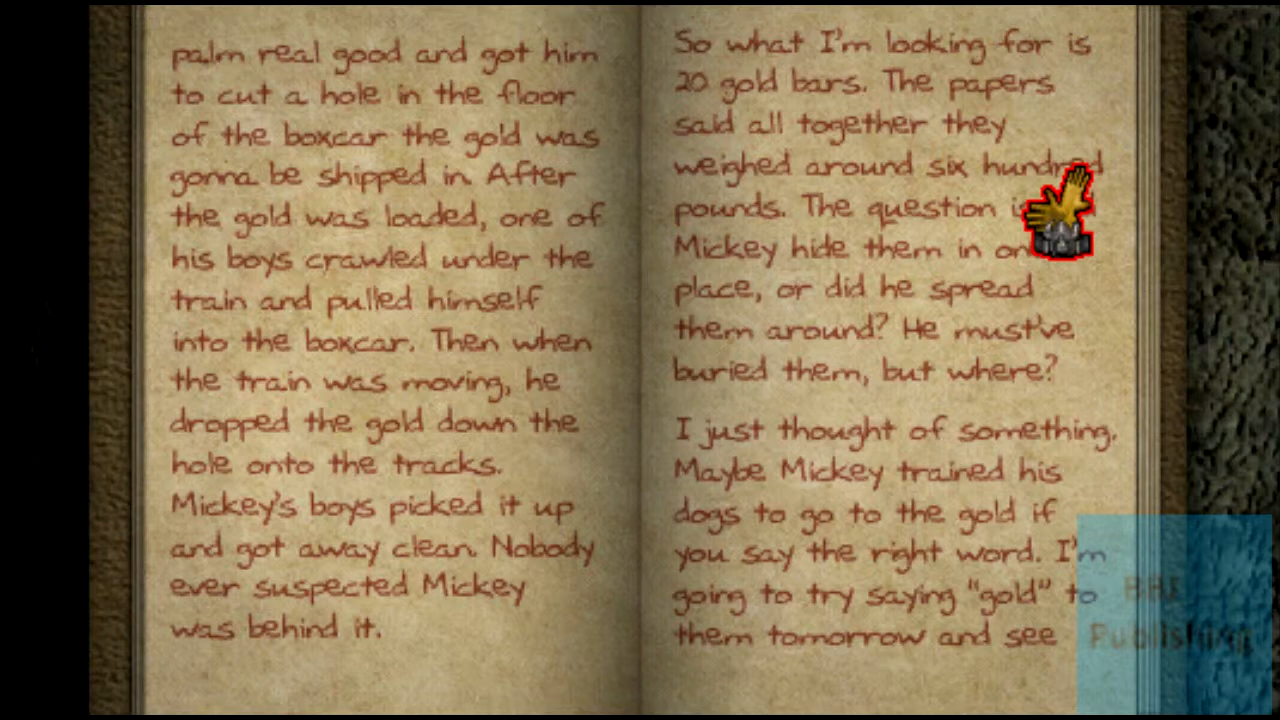 palm real good and got him
to cut a hole in the floor
of the boxcar the gold was
gonna be shipped in. After
the gold was loaded, one of
his boys crawled under the
train and pulled himself
into the boxcar. Then when
the train was moving, he
dropped the gold down the
hole onto the tracks.
Mickey's boys picked it up
and got away clean. Nobody
ever suspected Mickey
was behind it.
So what I'm looking for is
20 gold bars. The papers
said all together they
weighed around six hundred
pounds. The question
Mickey hide them in
place, or did he spread
them around? He must've
buried them, but where?
I just thought of something.
Maybe Mickey trained his
dogs to go to the gold if
you say the right word. I'm
going to try saying "gold" to
them tomorrow and see
Publishing